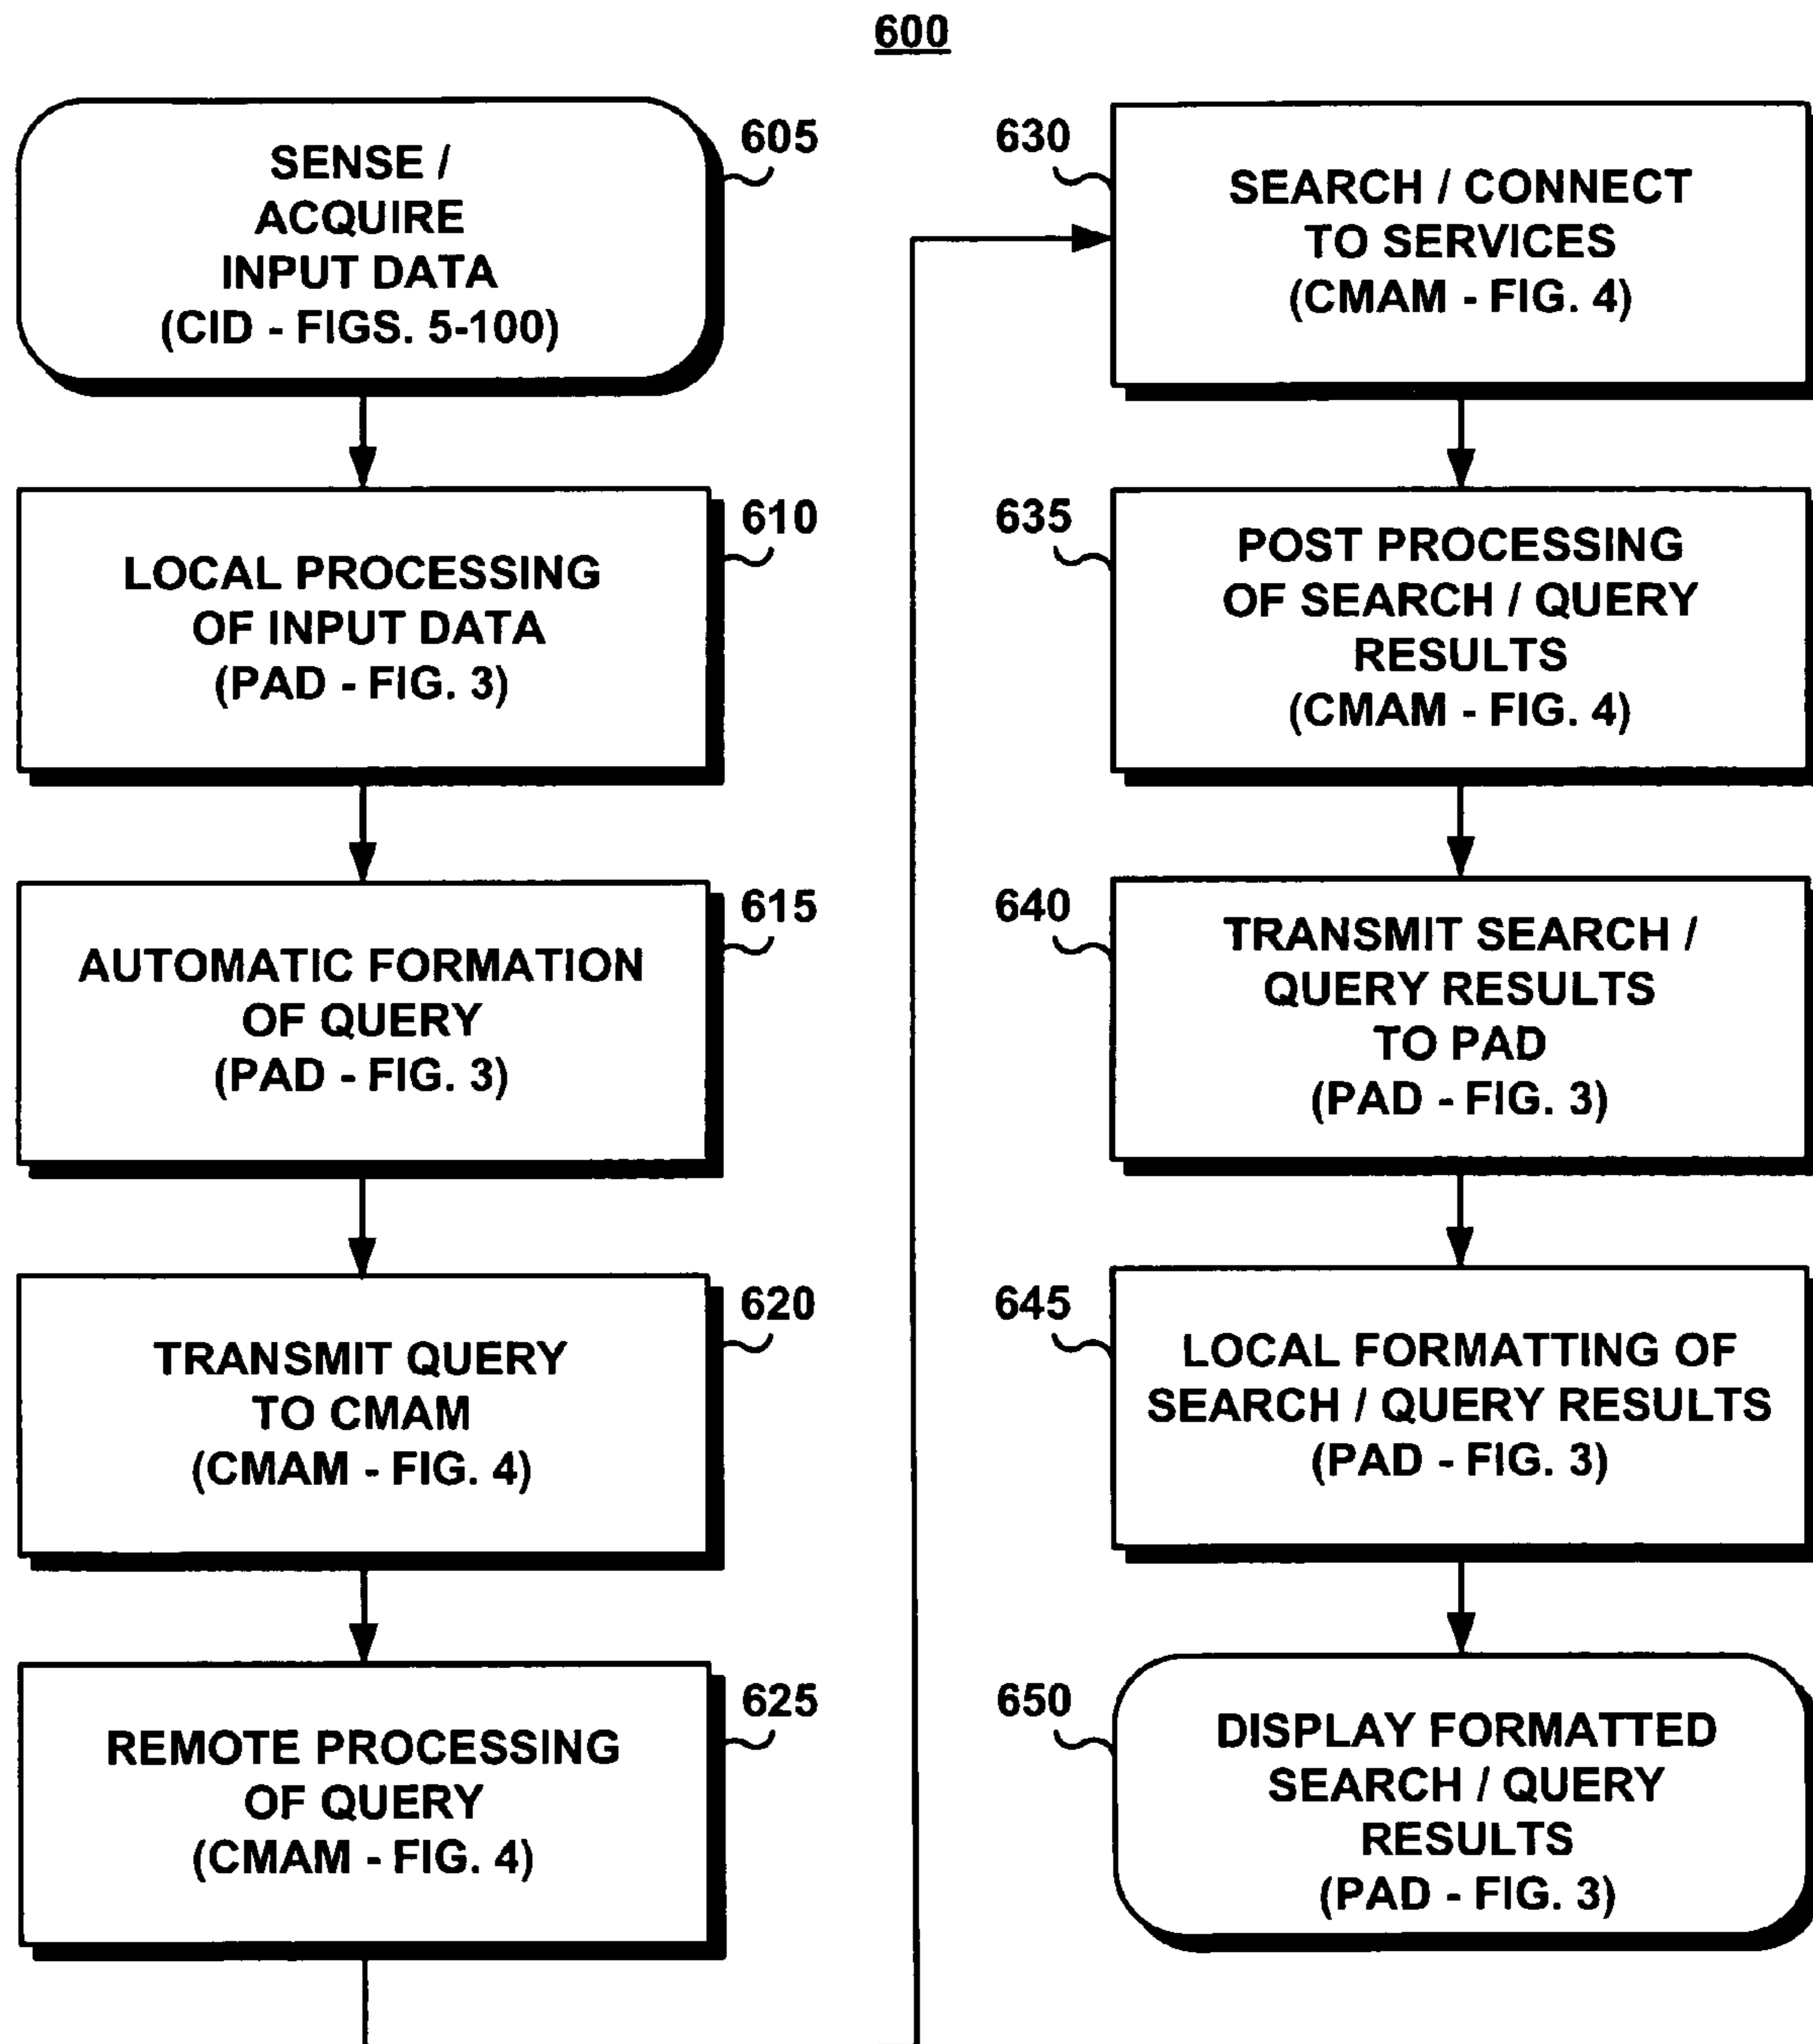 600
605
SENSE /
ACQUIRE
INPUT DATA
(CID - FIGS. 5-100)
610
LOCAL PROCESSING
OF INPUT DATA
(PAD - FIG. 3)
615
AUTOMATIC FORMATION
OF QUERY
(PAD - FIG. 3)
620
TRANSMIT QUERY
TO CMAM
(CMAM - FIG. 4)
625
REMOTE PROCESSING
OF QUERY
(CMAM - FIG. 4)
630
SEARCH / CONNECT
TO SERVICES
(CMAM - FIG. 4)
635
POST PROCESSING
OF SEARCH / QUERY
RESULTS
(CMAM - FIG. 4)
640
TRANSMIT SEARCH /
QUERY RESULTS
TO PAD
(PAD - FIG. 3)
645
LOCAL FORMATTING OF
SEARCH / QUERY RESULTS
(PAD - FIG. 3)
650
DISPLAY FORMATTED
SEARCH / QUERY
RESULTS
(PAD - FIG. 3)